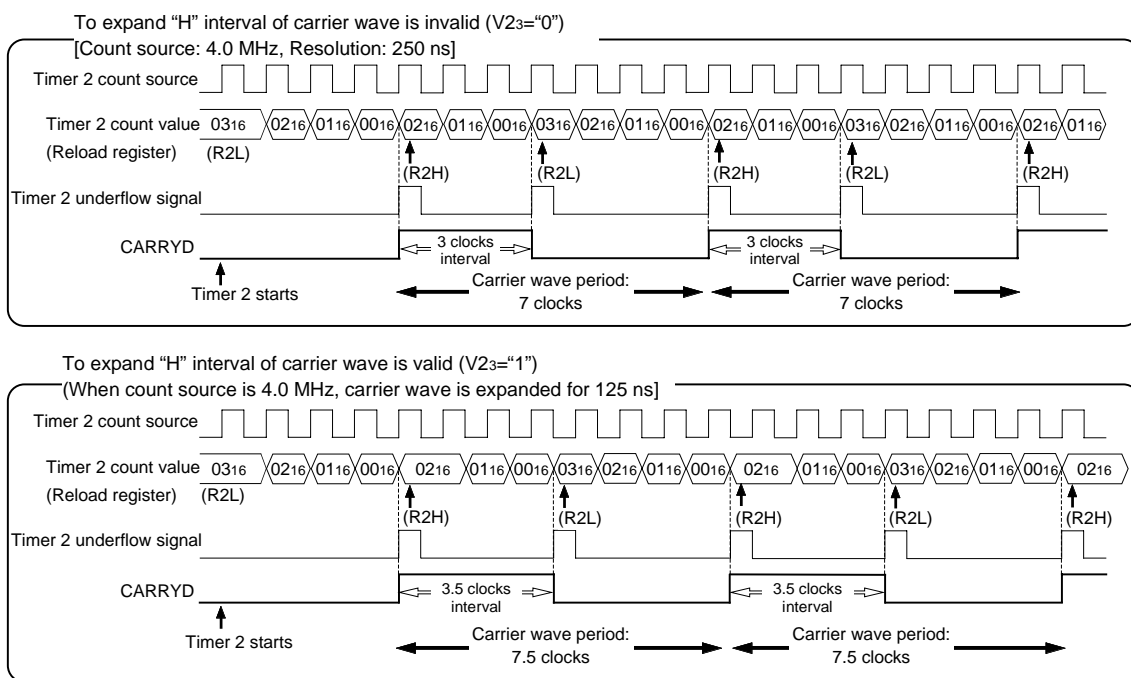 To expand “H” interval of carrier wave is invalid (V2₃=“0”)
[Count source: 4.0 MHz, Resolution: 250 ns]
Timer 2 count source
Timer 2 count value 03₁₆ 02₁₆ 01₁₆ 00₁₆ 02₁₆ 01₁₆ 00₁₆ 03₁₆ 02₁₆ 01₁₆ 00₁₆ 02₁₆ 01₁₆ 00₁₆ 03₁₆ 02₁₆ 01₁₆ 00₁₆ 02₁₆ 01₁₆
(Reload register) (R2L)
(R2H) (R2L) (R2H) (R2L) (R2H)
Timer 2 underflow signal
CARRYD
3 clocks interval
3 clocks interval
Timer 2 starts
Carrier wave period:
7 clocks
Carrier wave period:
7 clocks
To expand “H” interval of carrier wave is valid (V2₃=“1”)
(When count source is 4.0 MHz, carrier wave is expanded for 125 ns]
Timer 2 count source
Timer 2 count value 03₁₆ 02₁₆ 01₁₆ 00₁₆ 02₁₆ 01₁₆ 00₁₆ 03₁₆ 02₁₆ 01₁₆ 00₁₆ 02₁₆ 01₁₆ 00₁₆ 03₁₆ 02₁₆ 01₁₆ 00₁₆ 02₁₆
(Reload register) (R2L)
(R2H) (R2L) (R2H) (R2L) (R2H)
Timer 2 underflow signal
CARRYD
3.5 clocks
interval
3.5 clocks
interval
Timer 2 starts
Carrier wave period:
7.5 clocks
Carrier wave period:
7.5 clocks